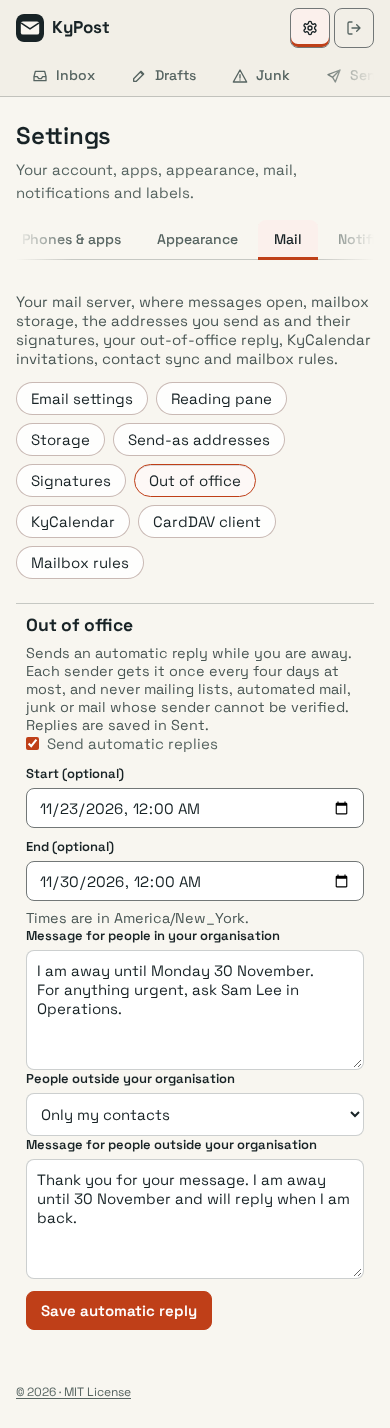 KyPost
Inbox
Drafts
Junk
Settings
Your account, apps, appearance, mail,
notifications and labels.
Phones & apps
Appearance
Mail
Notif
Your mail server, where messages open, mailbox
storage, the addresses you send as and their
signatures, your out-of-office reply, KyCalendar
invitations, contact sync and mailbox rules.
Email settings
Reading pane
Storage
Send-as addresses
Signatures
Out of office
KyCalendar
CardDAV client
Mailbox rules
Out of office
Sends an automatic reply while you are away.
Each sender gets it once every four days at
most, and never mailing lists, automated mail,
junk or mail whose sender cannot be verified.
Replies are saved in Sent.
Send automatic replies
Start (optional)
11/23/2026, 12:00 AM
End (optional)
11/30/2026, 12:00 AM
Times are in America/New_York.
Message for people in your organisation
I am away until Monday 30 November.
For anything urgent, ask Sam Lee in
Operations.
People outside your organisation
Only my contacts
Message for people outside your organisation
Thank you for your message. I am away
until 30 November and will reply when I am
back.
Save automatic reply
© 2026 · MIT License